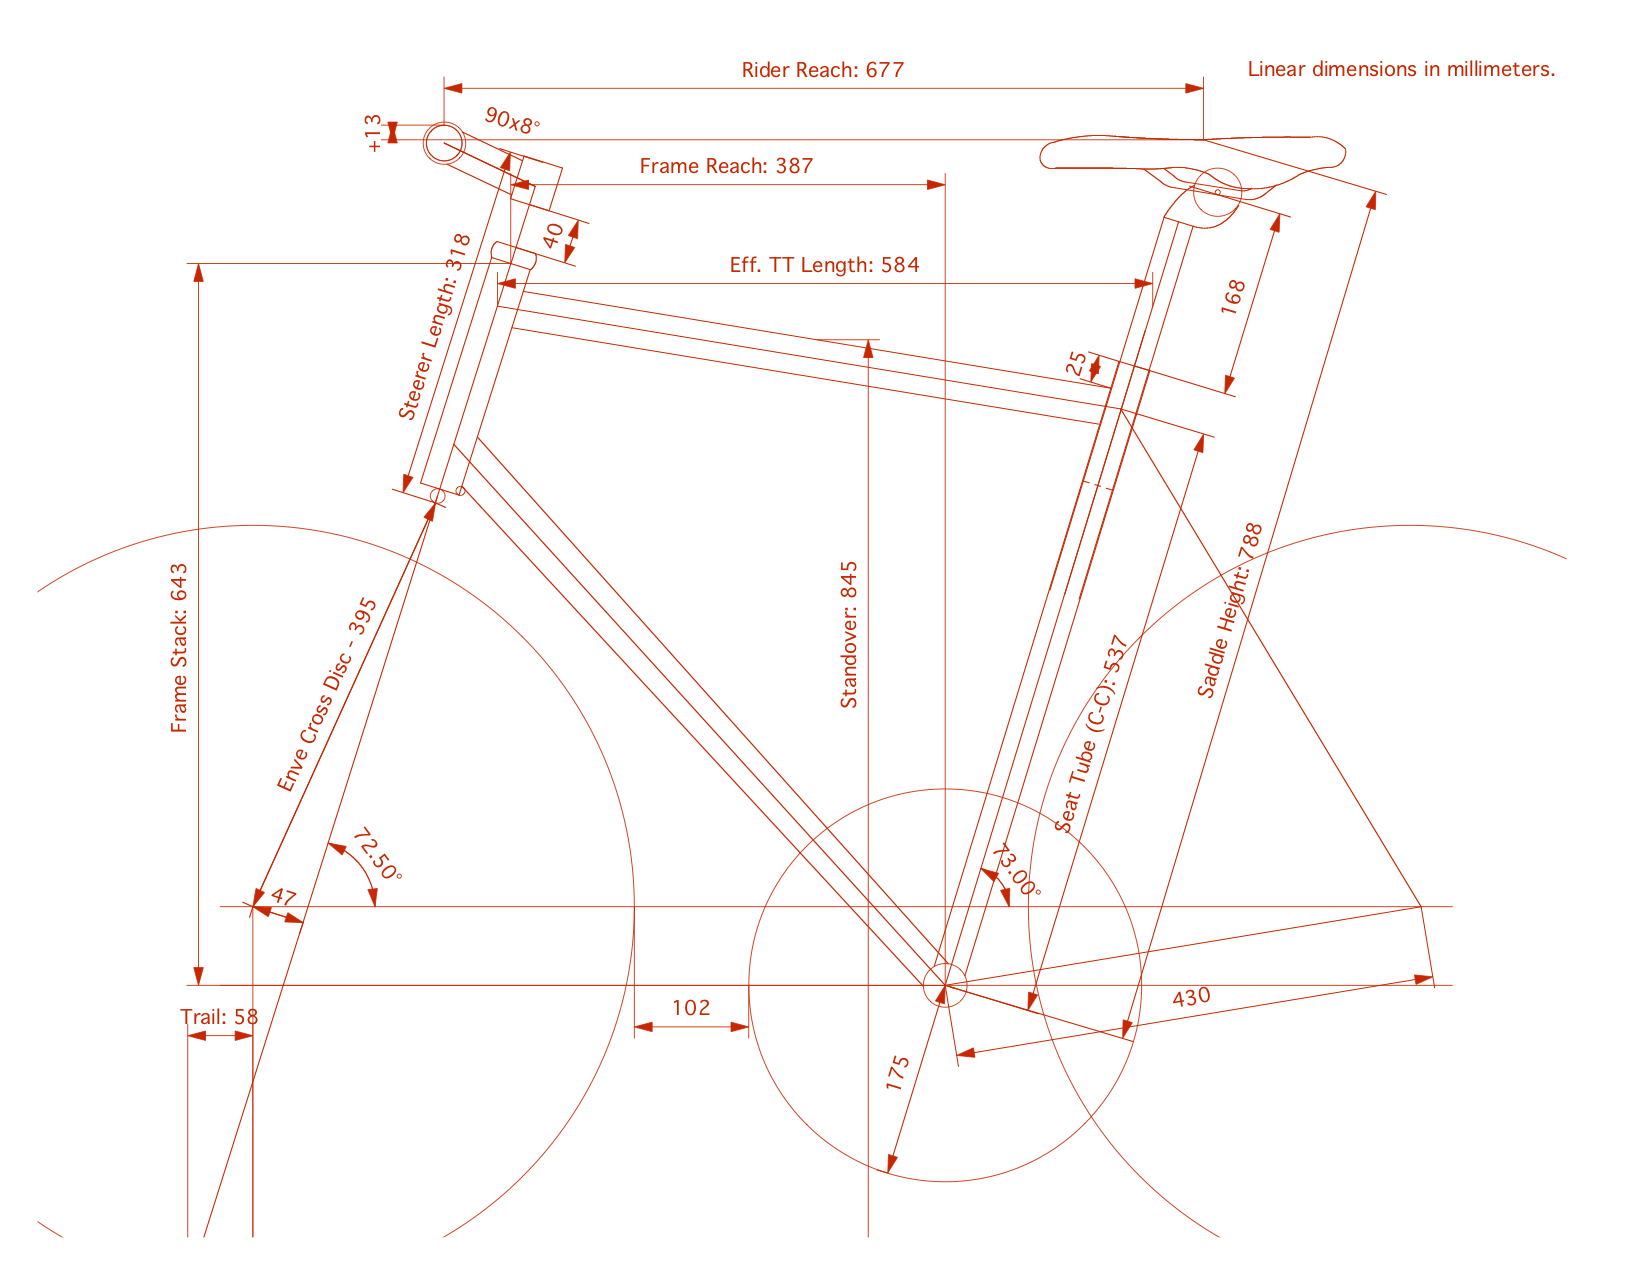 Rider Reach: 677
Linear dimensions in millimeters.
+13
90x8°
Frame Reach: 387
40
Steerer Length: 318
Eff. TT Length: 584
168
25
Frame Stack: 643
Enve Cross Disc - 395
Standover: 845
Saddle Height: 788
Seat Tube (C-C): 537
72.50°
73.00°
47
Trail: 58
102
430
175